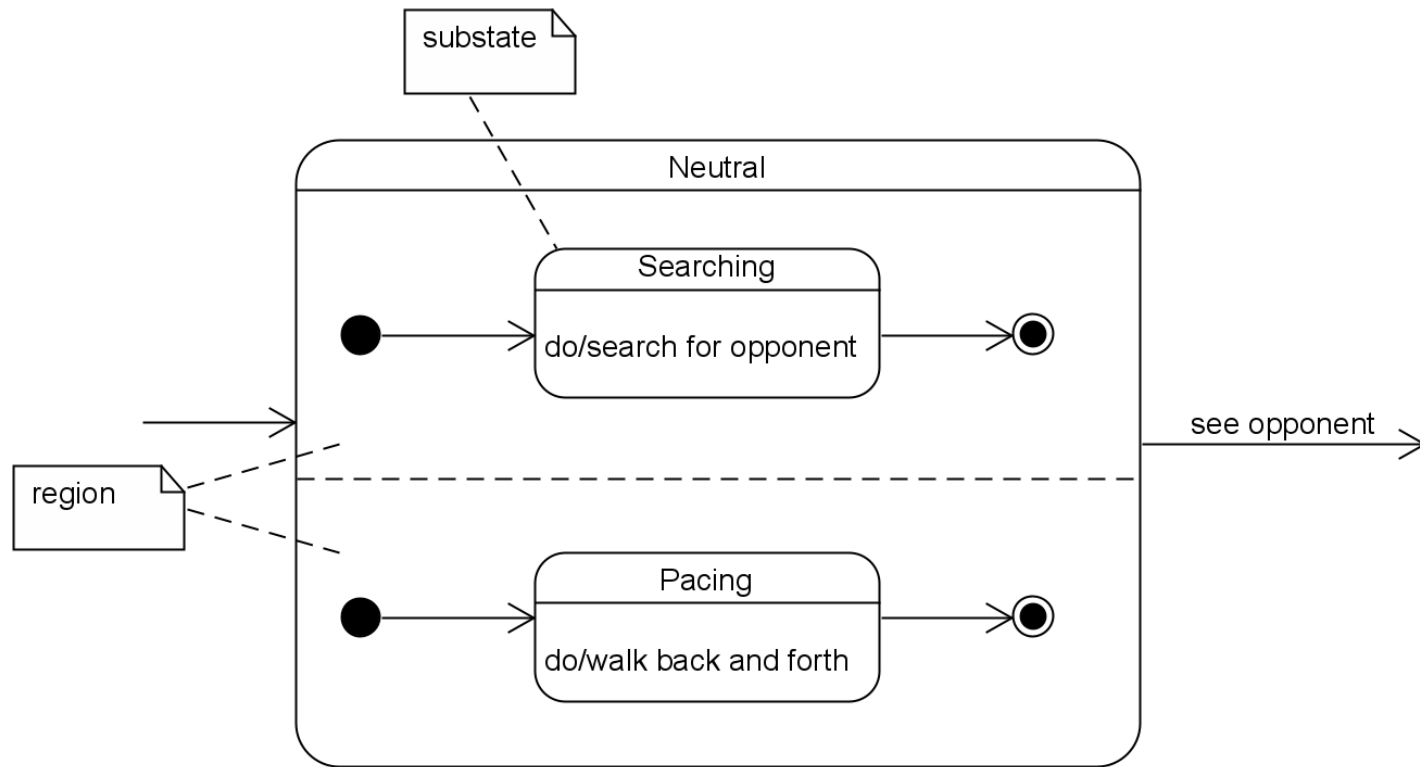 substate
Neutral
Searching
do/search for opponent
see opponent
region
Pacing
do/walk back and forth